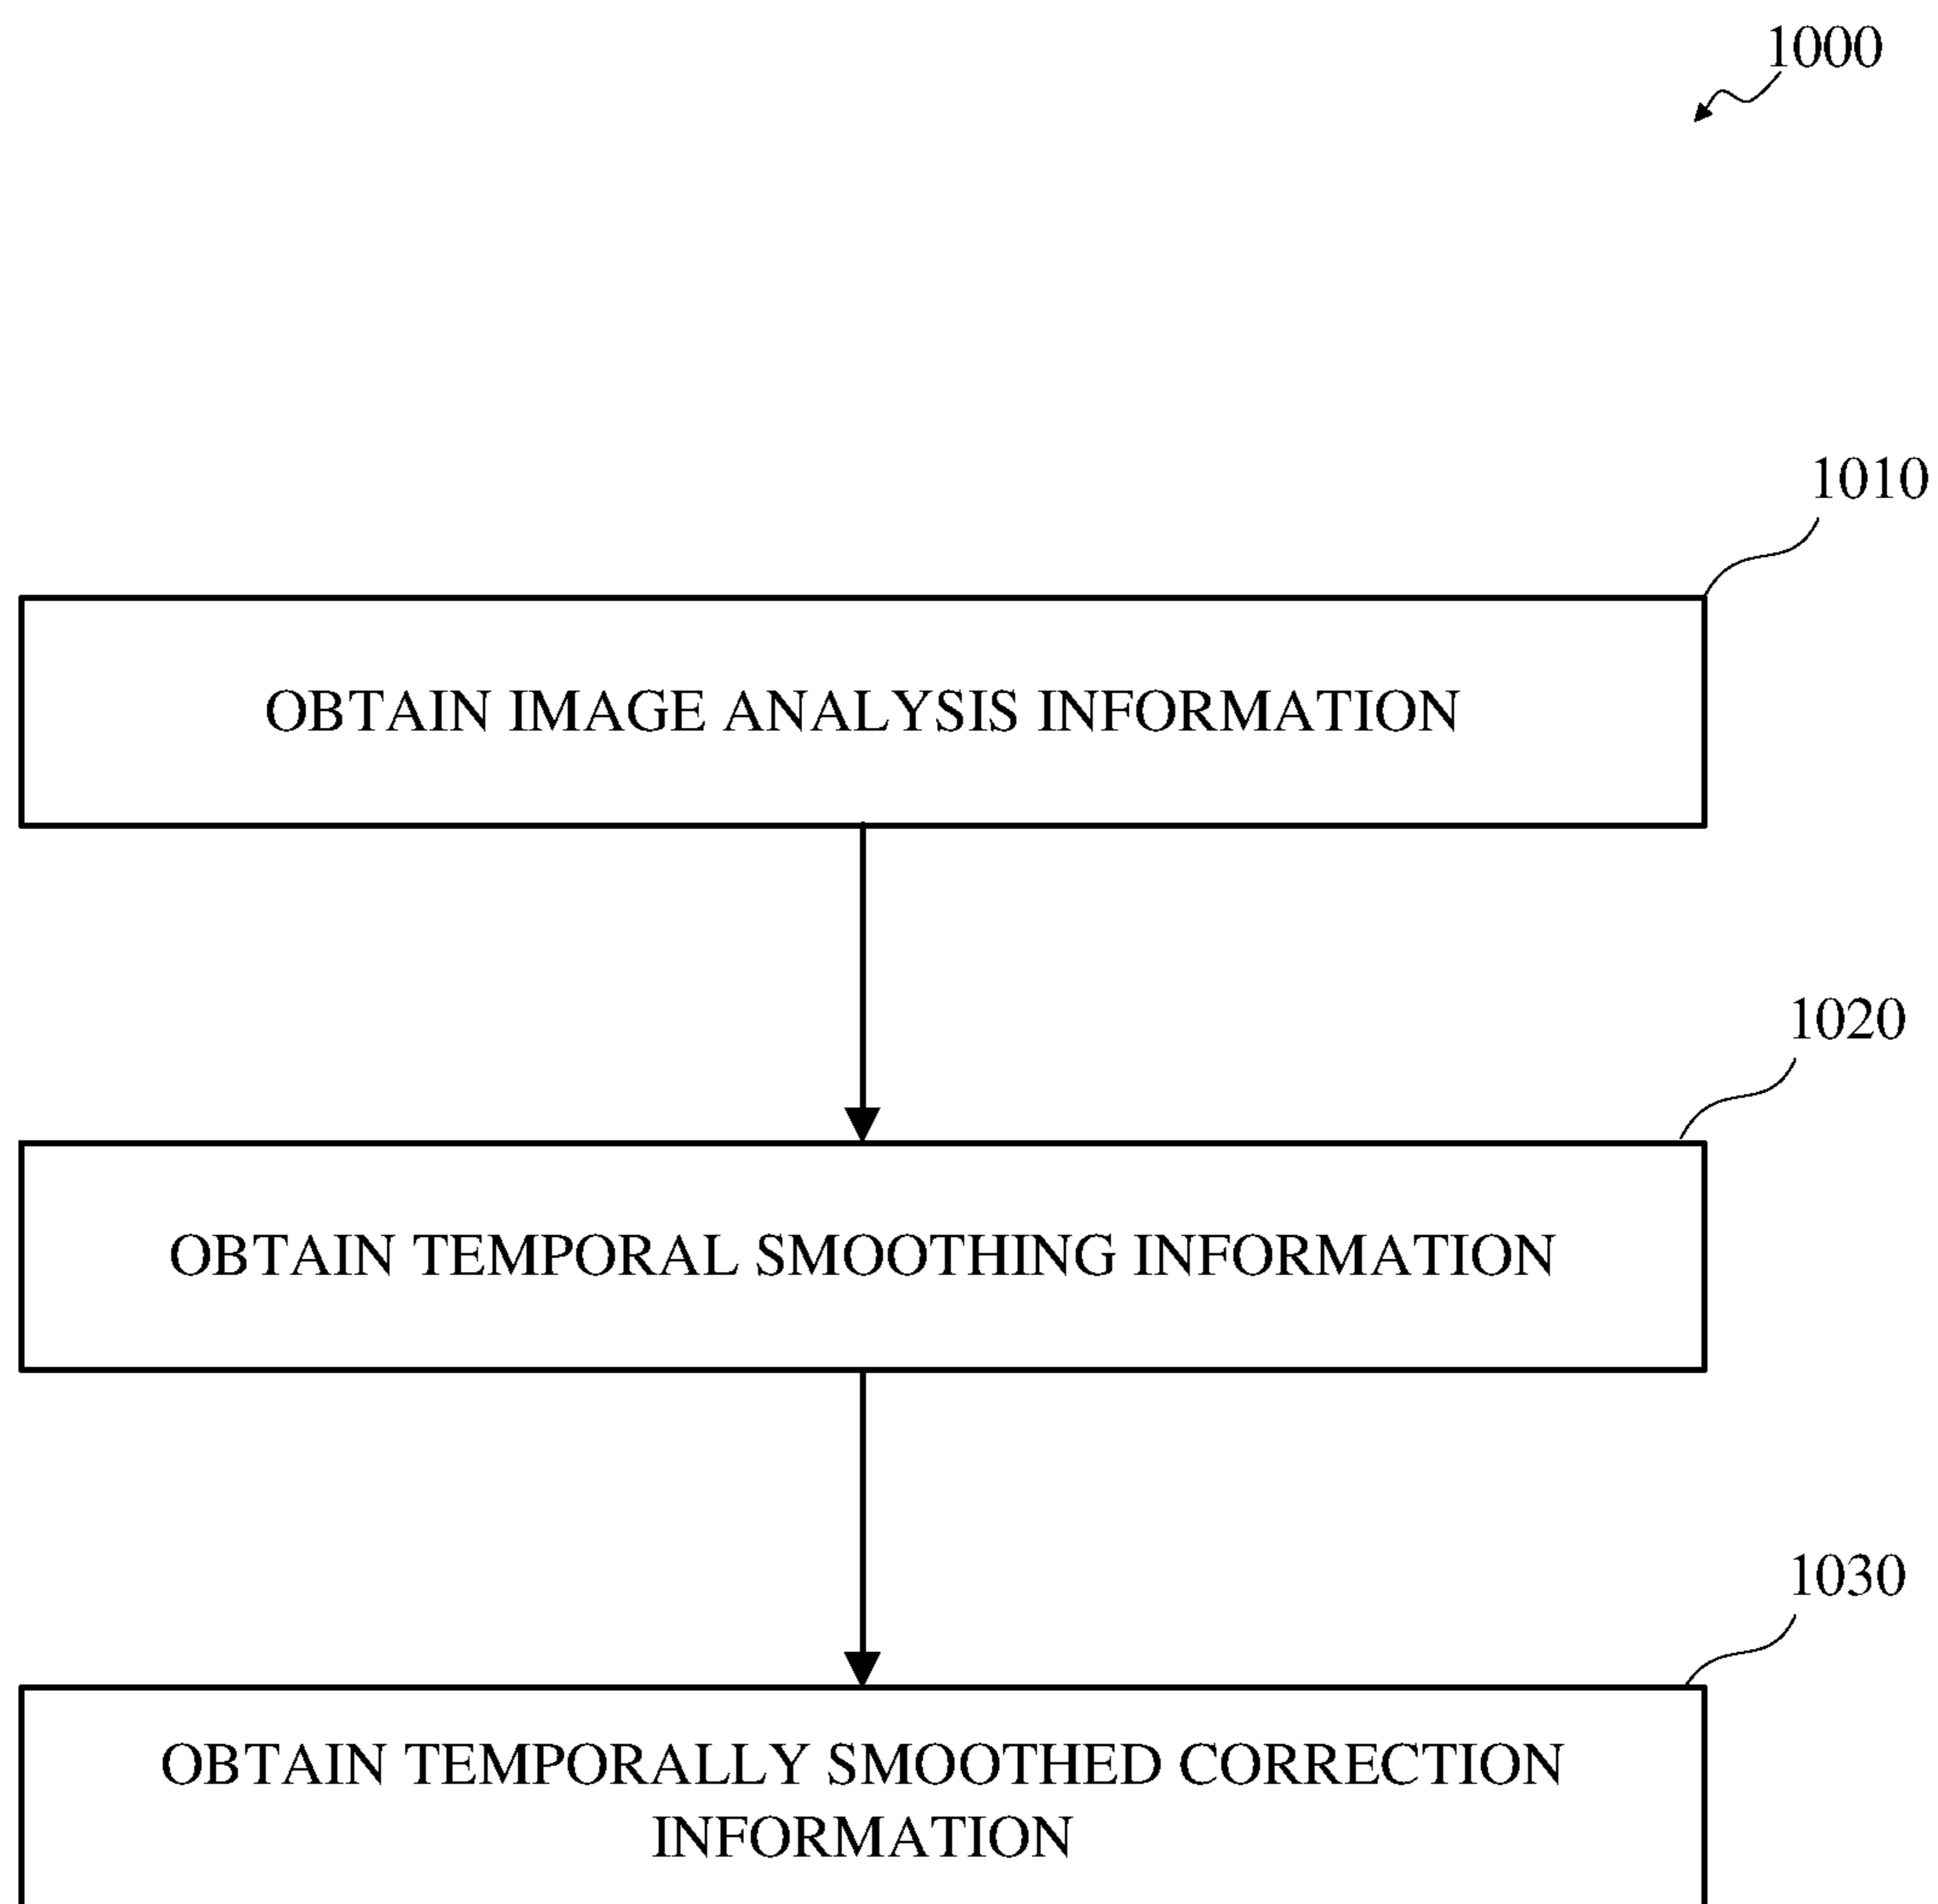 1000
1010
OBTAIN IMAGE ANALYSIS INFORMATION
1020
OBTAIN TEMPORAL SMOOTHING INFORMATION
1030
OBTAIN TEMPORALLY SMOOTHED CORRECTION
INFORMATION